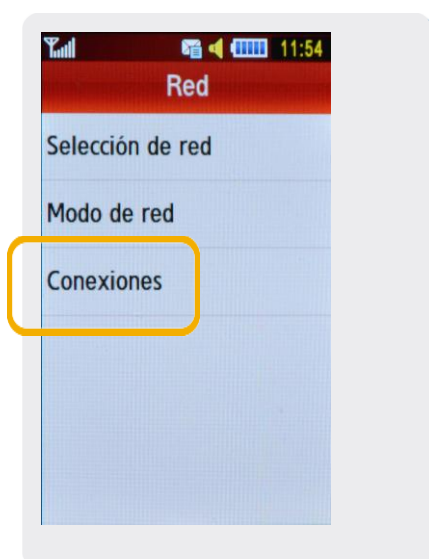 11:54
Red
Selección de red
Modo de red
Conexiones